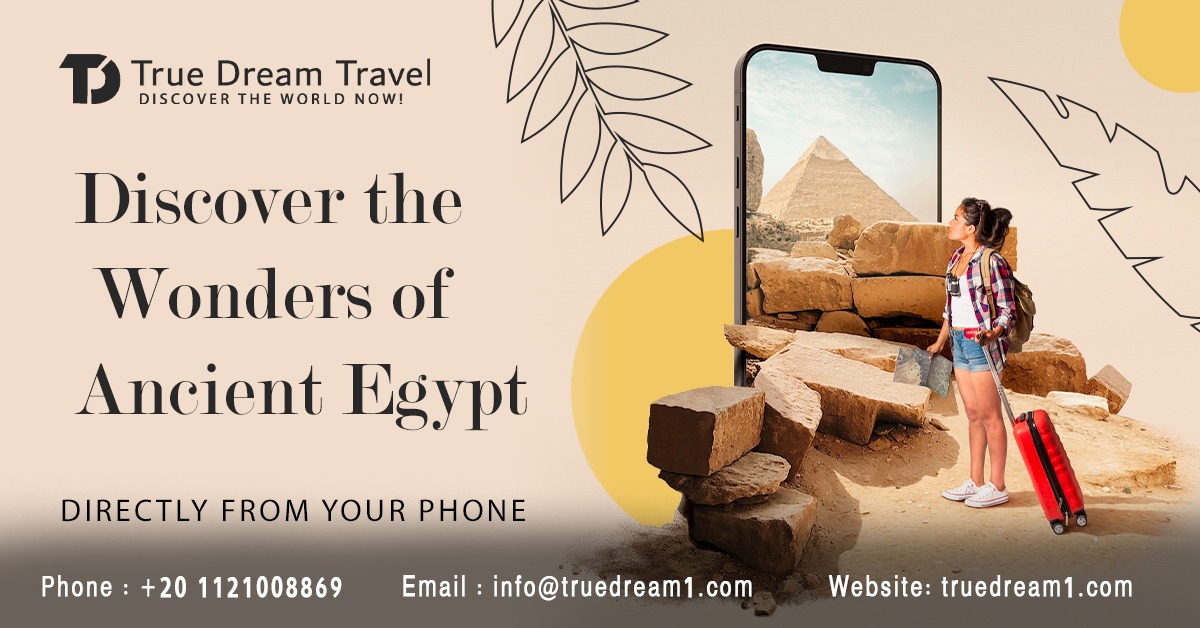 TD True Dream Travel
DISCOVER THE WORLD NOW!
Discover the
Wonders of
Ancient Egypt
DIRECTLY FROM YOUR PHONE
Phone : +20 1121008869 Email : info@truedream1.com Website: truedream1.com